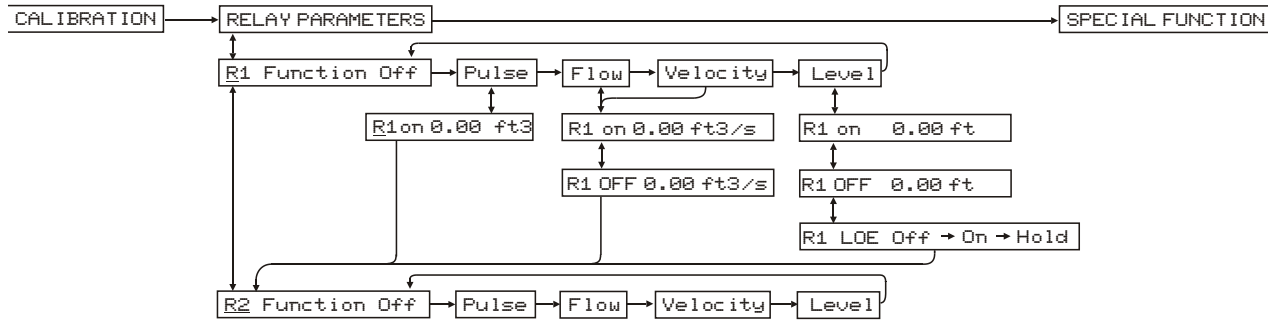 CALIBRATION RELAY PARAMETERS SPECIAL FUNCTION
R1 Function Off Pulse Flow Velocity Level
R1on 0.00 ft3 R1 on 0.00 ft3/s R1 on 0.00 ft
R1 OFF 0.00 ft3/s R1 OFF 0.00 ft
R1 LOE Off → On → Hold
R2 Function Off Pulse Flow Velocity Level